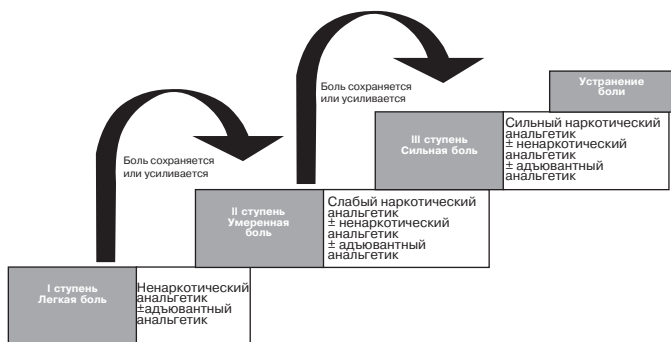 Устранение
боли
Боль сохраняется
или усиливается
III ступень
Сильная боль
Сильный наркотический
анальгетик
± ненаркотический
анальгетик
± адъювантный
анальгетик
Боль сохраняется
или усиливается
II ступень
Умеренная
боль
Слабый наркотический
анальгетик
± ненаркотический
анальгетик
± адъювантный
анальгетик
I ступень
Легкая боль
Ненаркотический
анальгетик
±адъювантный
анальгетик